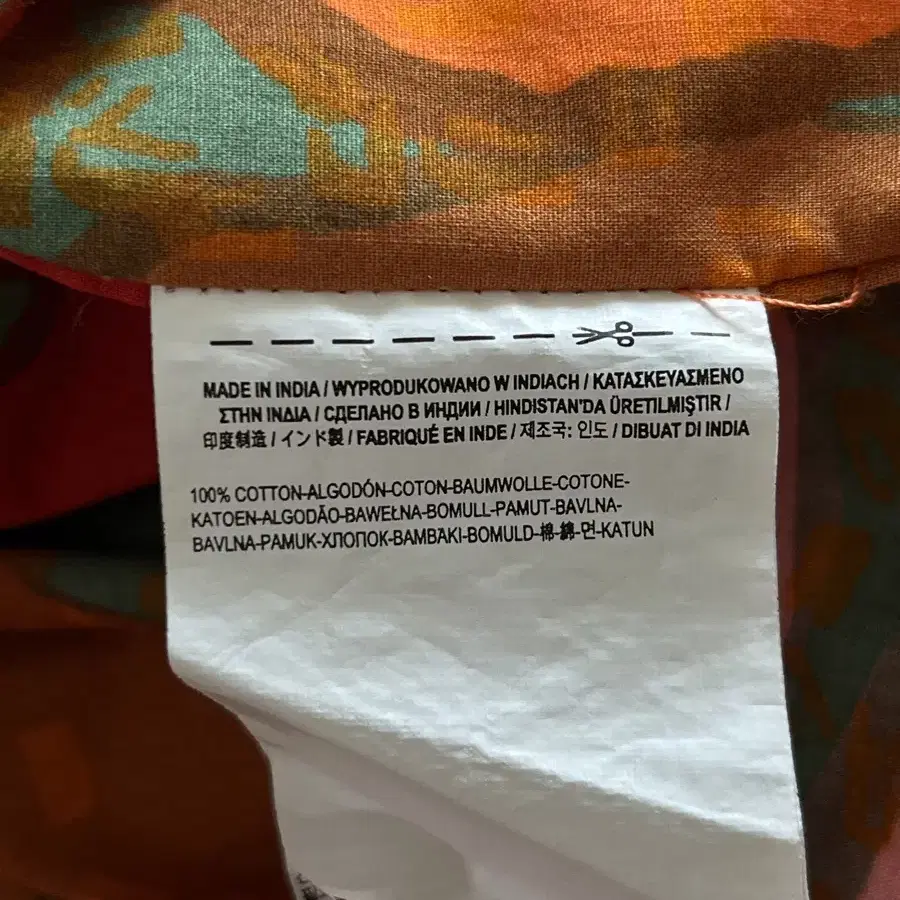 MADE IN INDIA / WYPRODUKOWANO W INDIACH / ΚΑΤΑΣΚΕΥΑΣΜΕΝΟ
ΣΤΗΝ ΙΝΔΙΑ / СДЕЛАНО В ИНДИИ / HINDISTAN'DA ÜRETILMIŞTIR /
印度制造 / インド製 / FABRIQUÉ EN INDE / 제조국: 인도 / DIBUAT DI INDIA
100% COTTON-ALGODÓN-COTON-BAUMWOLLE-COTONE-
KATOEN-ALGODÃO-BAWEŁNA-BOMULL-PAMUT-BAVLNA-
BAVLNA-PAMUK-ХЛОПОК-ΒΑΜΒΑΚΙ-BOMULD-棉-綿-면-KATUN